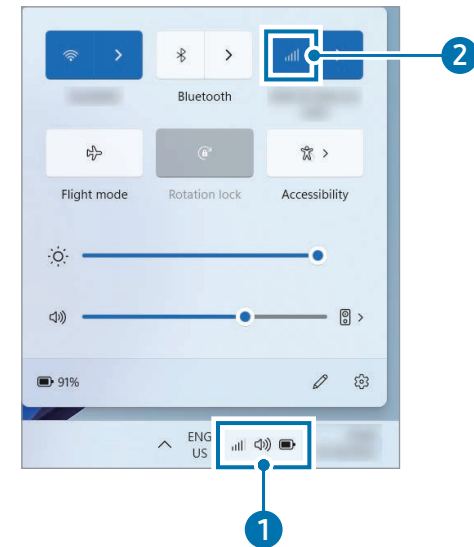 2
Bluetooth
Flight mode
Rotation lock
Accessibility
91%
ENG
US
1